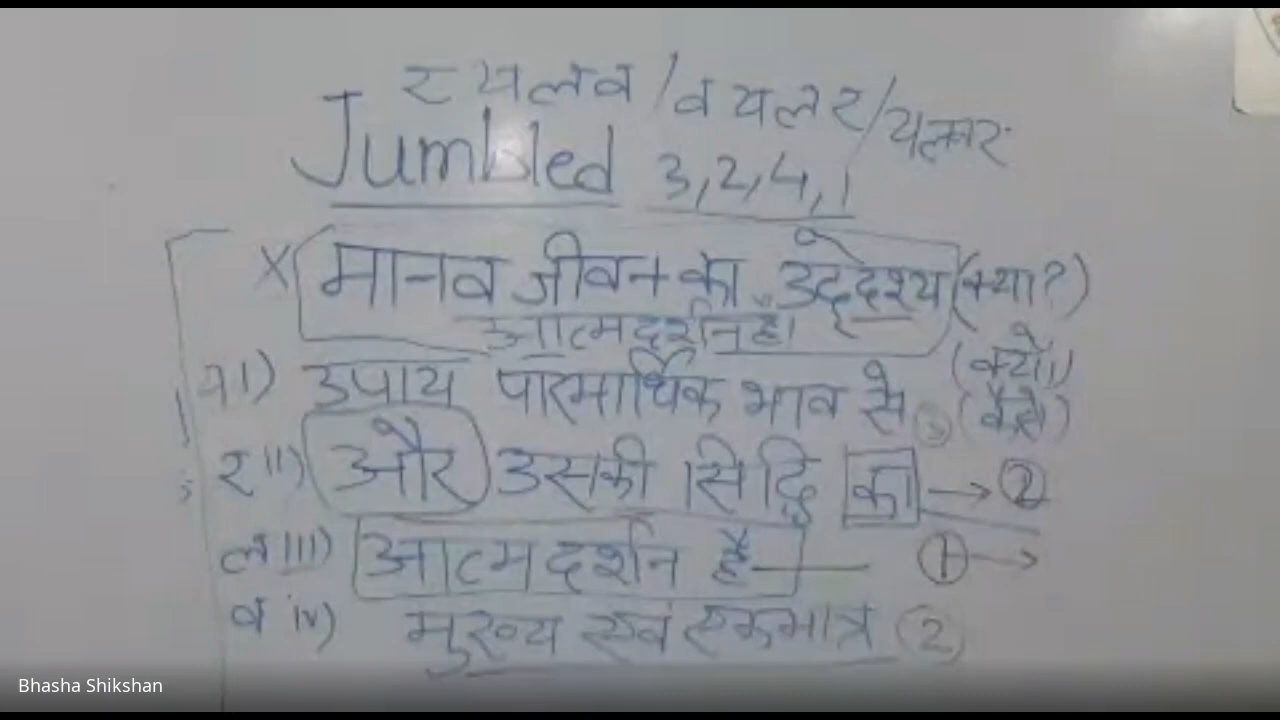 र य ल व / व य ल र / य ल व र
Jumbled 3,2,4,1
x मानव जीवन का उद्देश्य (क्या?)
आत्मदर्शन है।
(क्यों)
य i) उपाय पारमार्थिक भाव से (कैसे)
र ii) और उसकी सिद्धि का → 2
ल iii) आत्मदर्शन है — 1 →
व iv) मुख्य एवं एकमात्र (2)
Bhasha Shikshan